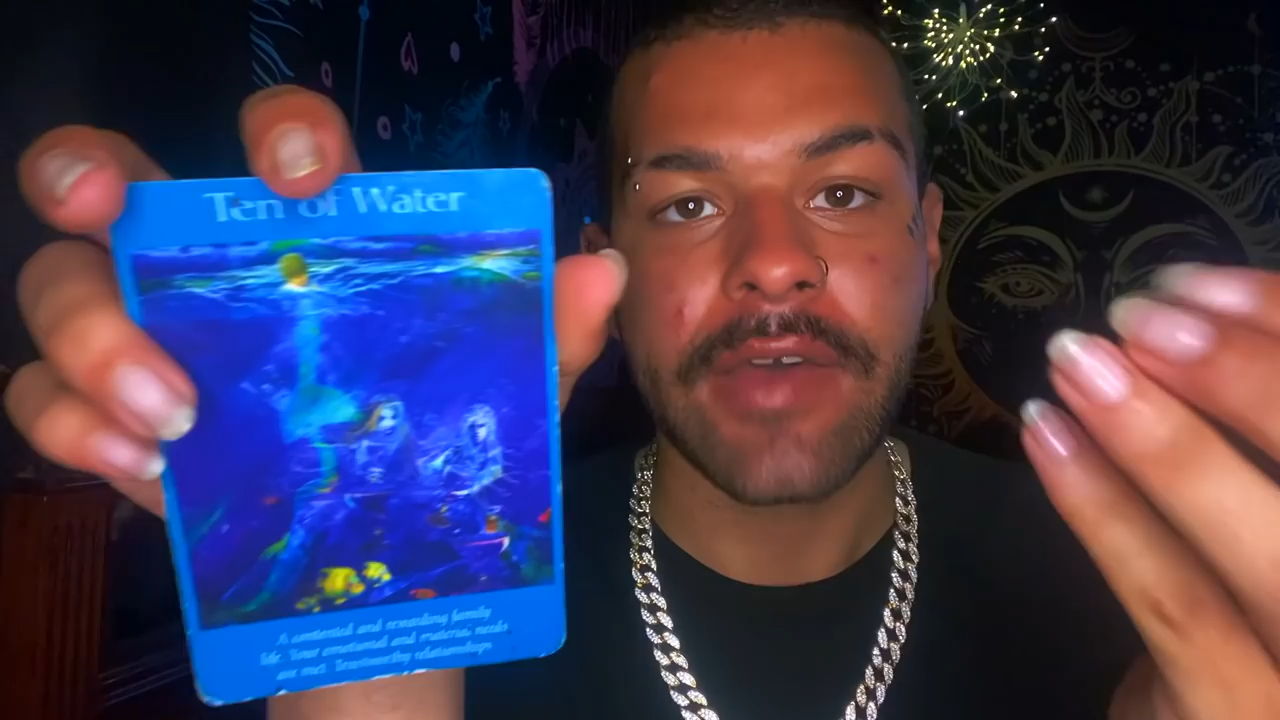 Ten of Water
A contented and rewarding family
life. Your emotional and material needs
are met. Trustworthy relationships.